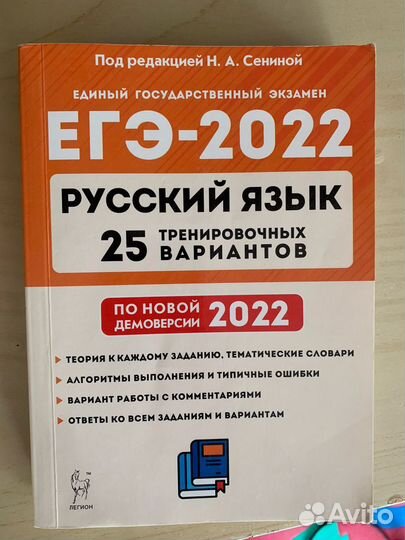 Под редакцией Н. А. Сениной
ЕДИНЫЙ ГОСУДАРСТВЕННЫЙ ЭКЗАМЕН
ЕГЭ-2022
РУССКИЙ ЯЗЫК
25 ТРЕНИРОВОЧНЫХ
ВАРИАНТОВ
ПО НОВОЙ
ДЕМОВЕРСИИ 2022
ТЕОРИЯ К КАЖДОМУ ЗАДАНИЮ, ТЕМАТИЧЕСКИЕ СЛОВАРИ
АЛГОРИТМЫ ВЫПОЛНЕНИЯ И ТИПИЧНЫЕ ОШИБКИ
ВАРИАНТ РАБОТЫ С КОММЕНТАРИЯМИ
ОТВЕТЫ КО ВСЕМ ЗАДАНИЯМ И ВАРИАНТАМ
TM
ЛЕГИОН
Avito